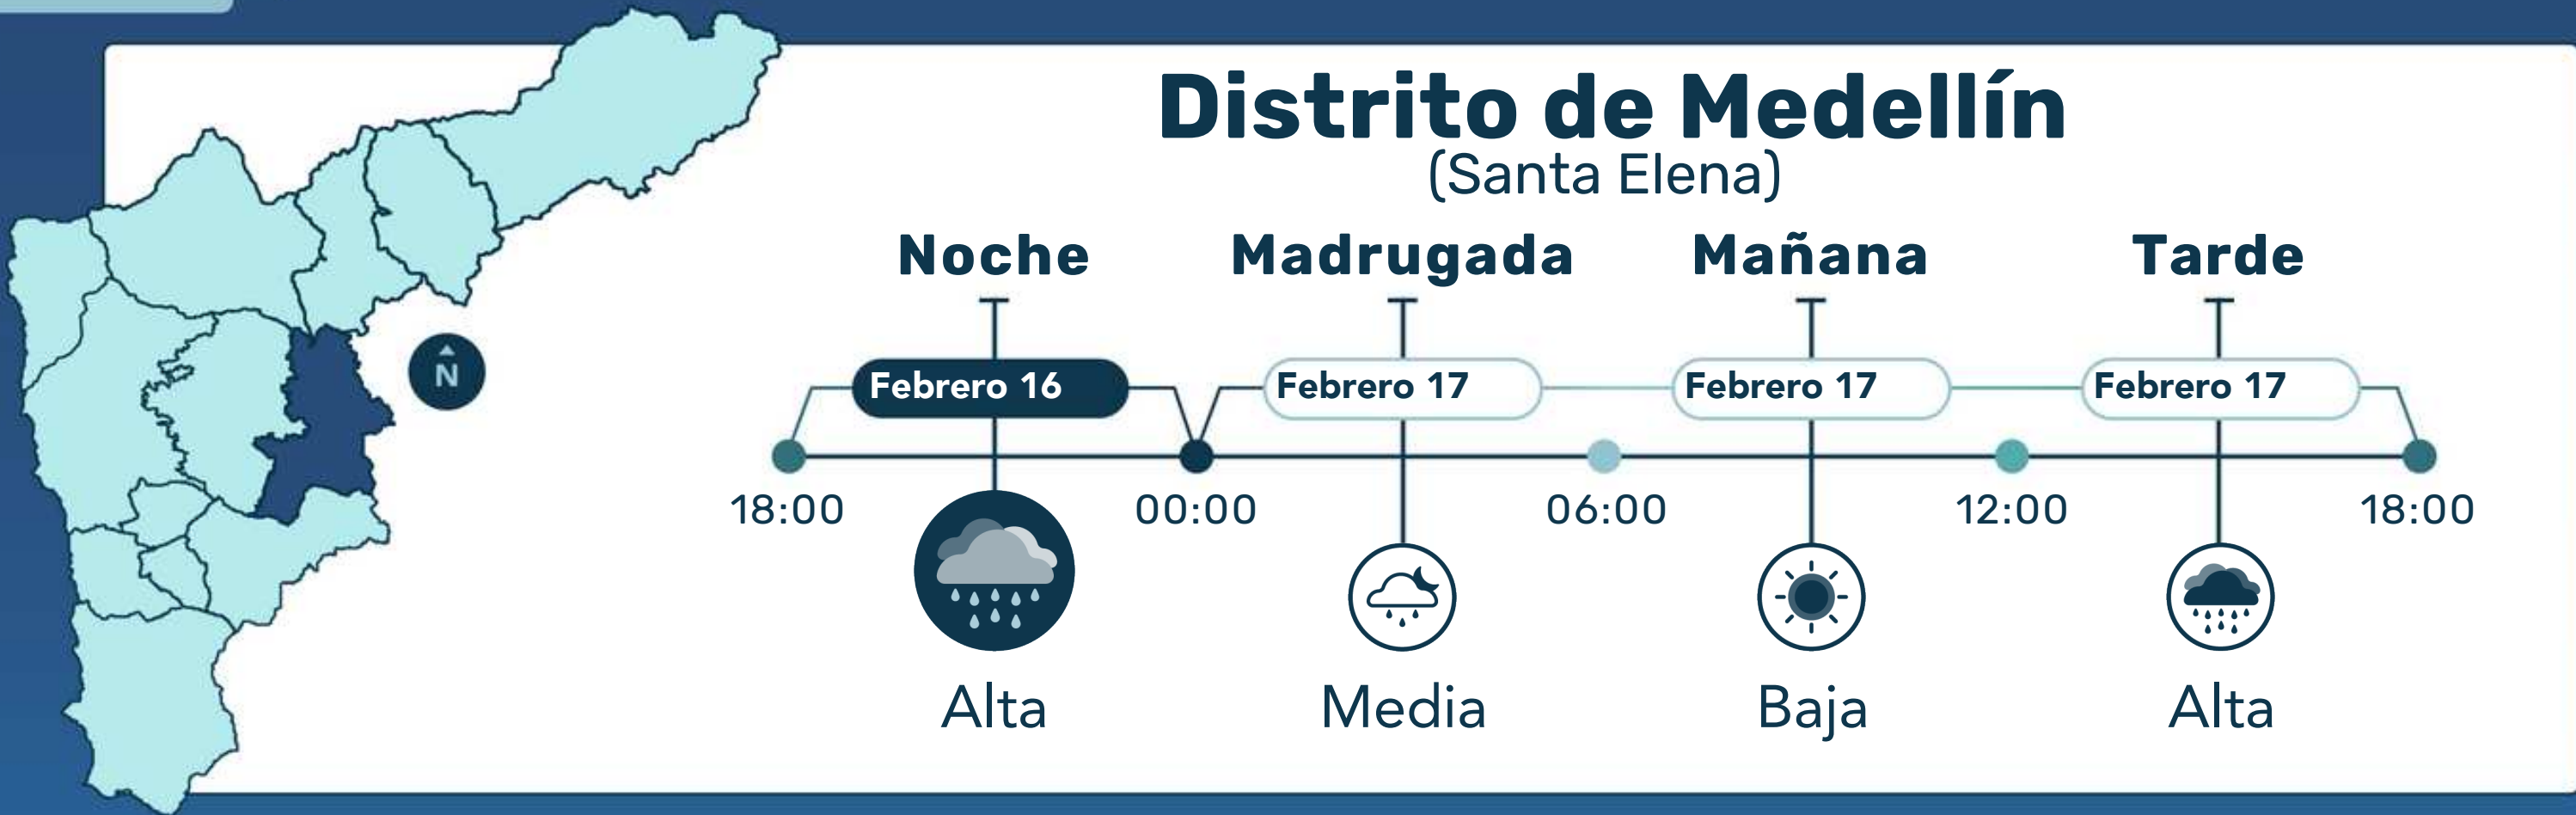 Distrito de Medellín
(Santa Elena)
Noche Madrugada Mañana Tarde
Febrero 16 Febrero 17 Febrero 17 Febrero 17
N
18:00 00:00 06:00 12:00 18:00
Alta Media Baja Alta